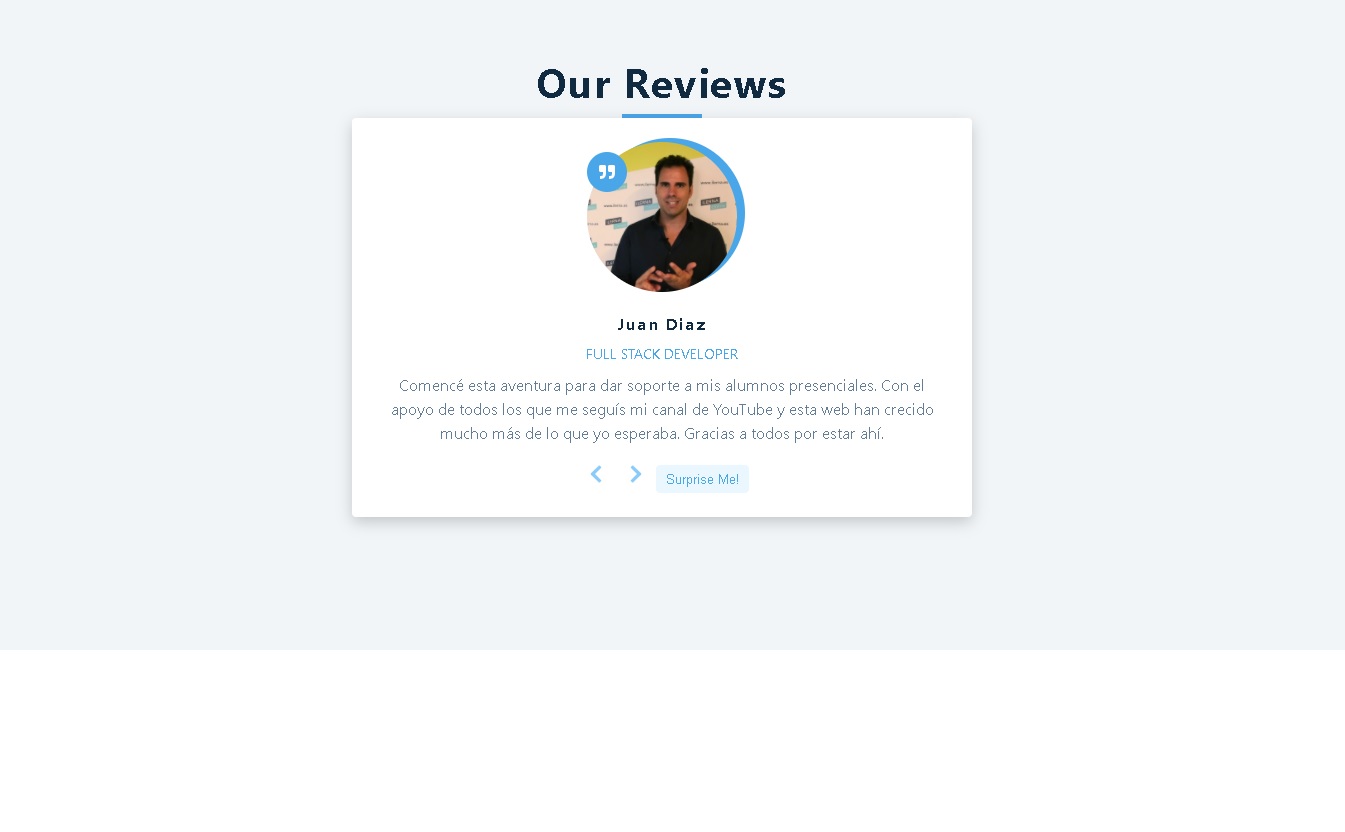 Our Reviews
Juan Diaz
FULL STACK DEVELOPER
Comencé esta aventura para dar soporte a mis alumnos presenciales. Con el
apoyo de todos los que me seguís mi canal de YouTube y esta web han crecido
mucho más de lo que yo esperaba. Gracias a todos por estar ahí.
Surprise Me!